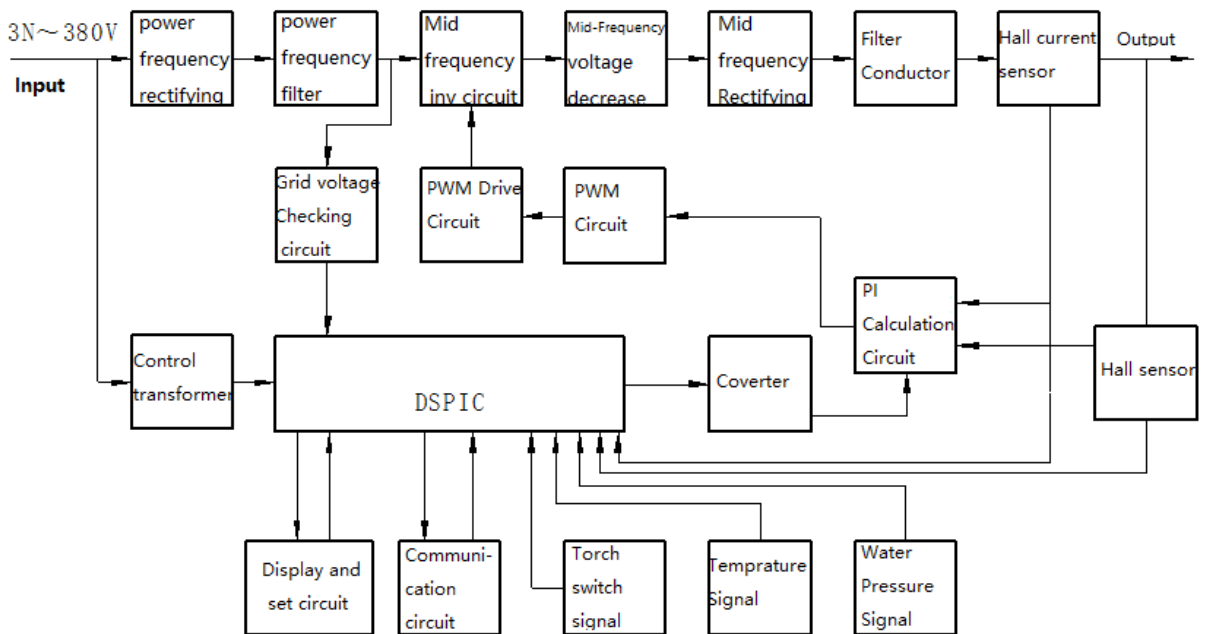 3N～380V
Input
power
frequency
rectifying
power
frequency
filter
Mid
frequency
inv circuit
Mid-Frequency
voltage
decrease
Mid
frequency
Rectifying
Filter
Conductor
Hall current
sensor
Output
Grid voltage
Checking
circuit
PWM Drive
Circuit
PWM
Circuit
PI
Calculation
Circuit
Control
transformer
DSPIC
Coverter
Hall sensor
Display and
set circuit
Communi-
cation
circuit
Torch
switch
signal
Temprature
Signal
Water
Pressure
Signal